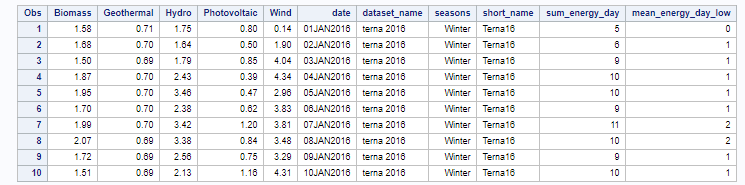 Obs Biomass Geothermal Hydro Photovoltaic Wind date dataset_name seasons short_name sum_energy_day mean_energy_day_low
1 1.58 0.71 1.75 0.80 0.14 01JAN2016 terna 2016 Winter Terna16 5 0
2 1.68 0.70 1.64 0.50 1.90 02JAN2016 terna 2016 Winter Terna16 6 1
3 1.50 0.69 1.79 0.85 4.04 03JAN2016 terna 2016 Winter Terna16 9 1
4 1.87 0.70 2.43 0.39 4.34 04JAN2016 terna 2016 Winter Terna16 10 1
5 1.95 0.70 3.46 0.47 2.96 05JAN2016 terna 2016 Winter Terna16 10 1
6 1.70 0.70 2.38 0.62 3.83 06JAN2016 terna 2016 Winter Terna16 9 1
7 1.99 0.70 3.42 1.20 3.81 07JAN2016 terna 2016 Winter Terna16 11 2
8 2.07 0.69 3.38 0.84 3.48 08JAN2016 terna 2016 Winter Terna16 10 2
9 1.72 0.69 2.56 0.75 3.29 09JAN2016 terna 2016 Winter Terna16 9 1
10 1.51 0.69 2.13 1.16 4.31 10JAN2016 terna 2016 Winter Terna16 10 1